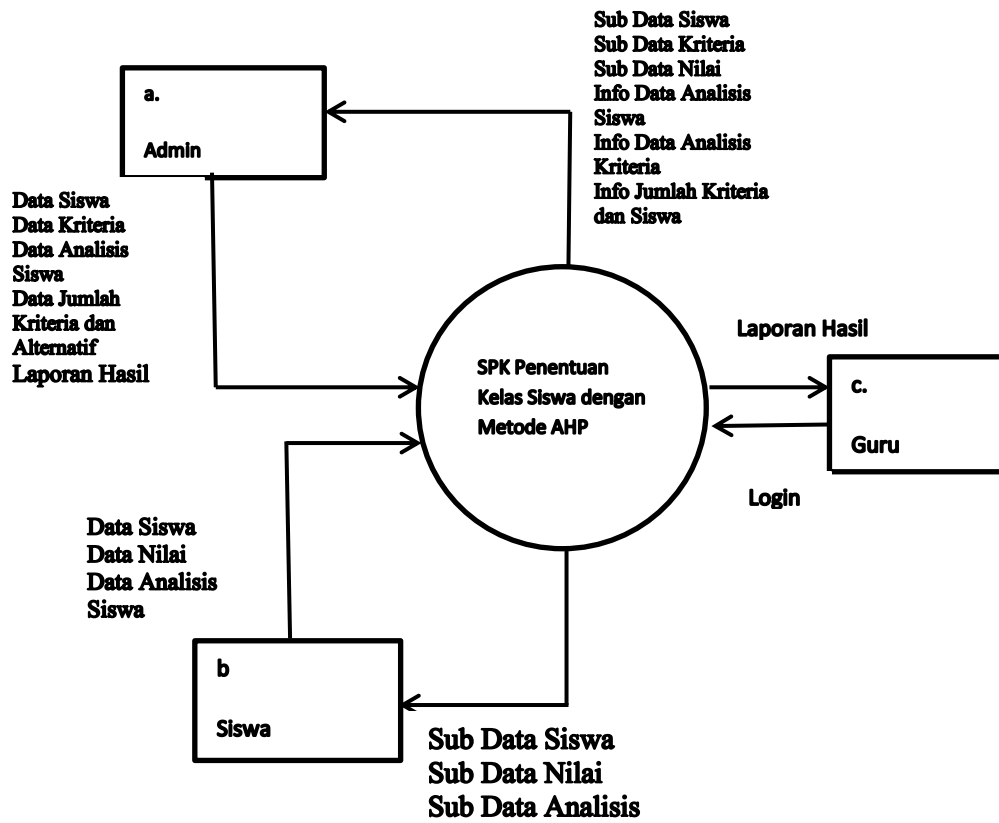 Sub Data Siswa
Sub Data Kriteria
Sub Data Nilai
Info Data Analisis
Siswa
Info Data Analisis
Kriteria
Info Jumlah Kriteria
dan Siswa
a.
Admin
Data Siswa
Data Kriteria
Data Analisis
Siswa
Data Jumlah
Kriteria dan
Alternatif
Laporan Hasil
SPK Penentuan
Kelas Siswa dengan
Metode AHP
Laporan Hasil
c.
Guru
Login
Data Siswa
Data Nilai
Data Analisis
Siswa
b
Siswa
Sub Data Siswa
Sub Data Nilai
Sub Data Analisis